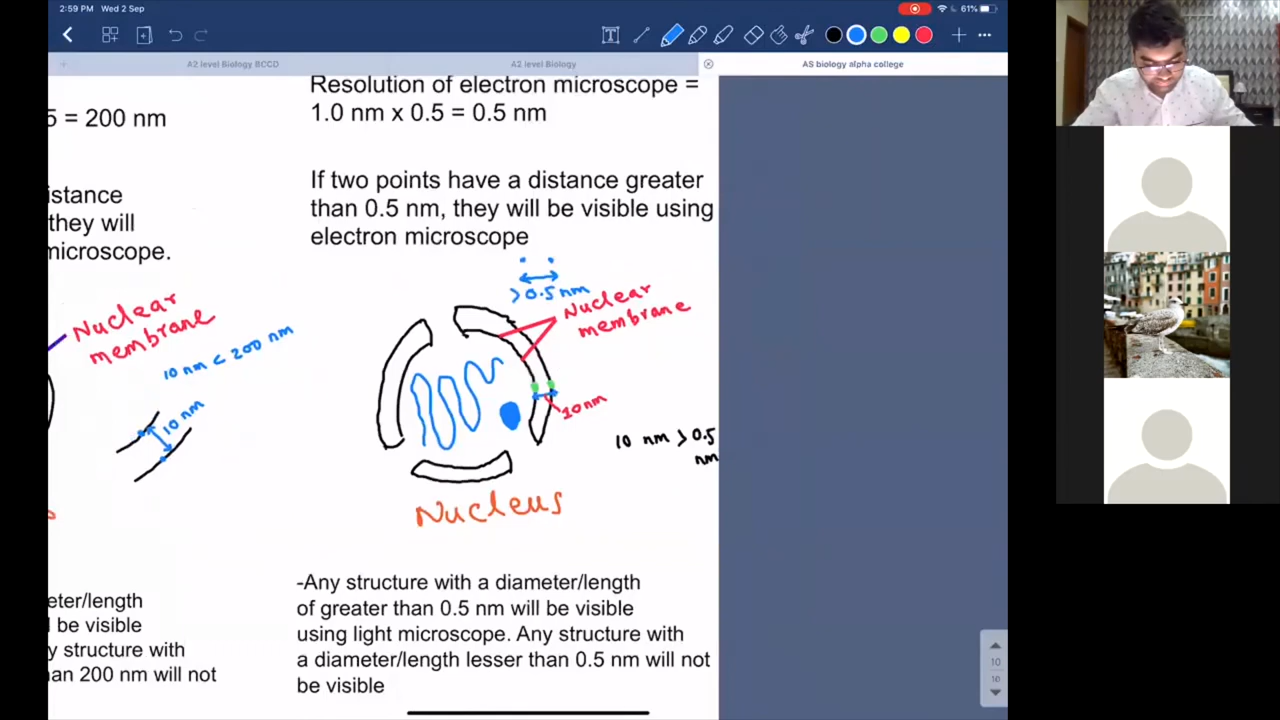 2:59 PM Wed 2 Sep
61%
A2 level Biology BCCD
A2 level Biology
AS biology alpha college
5 = 200 nm
istance
they will
microscope.
Nuclear
membrane
10 nm < 200 nm
10 nm
eter/length
l be visible
y structure with
an 200 nm will not
Resolution of electron microscope =
1.0 nm x 0.5 = 0.5 nm
If two points have a distance greater
than 0.5 nm, they will be visible using
electron microscope
>0.5 nm
Nuclear
membrane
10nm
10 nm > 0.5
nm
Nucleus
-Any structure with a diameter/length
of greater than 0.5 nm will be visible
using light microscope. Any structure with
a diameter/length lesser than 0.5 nm will not
be visible
10
10